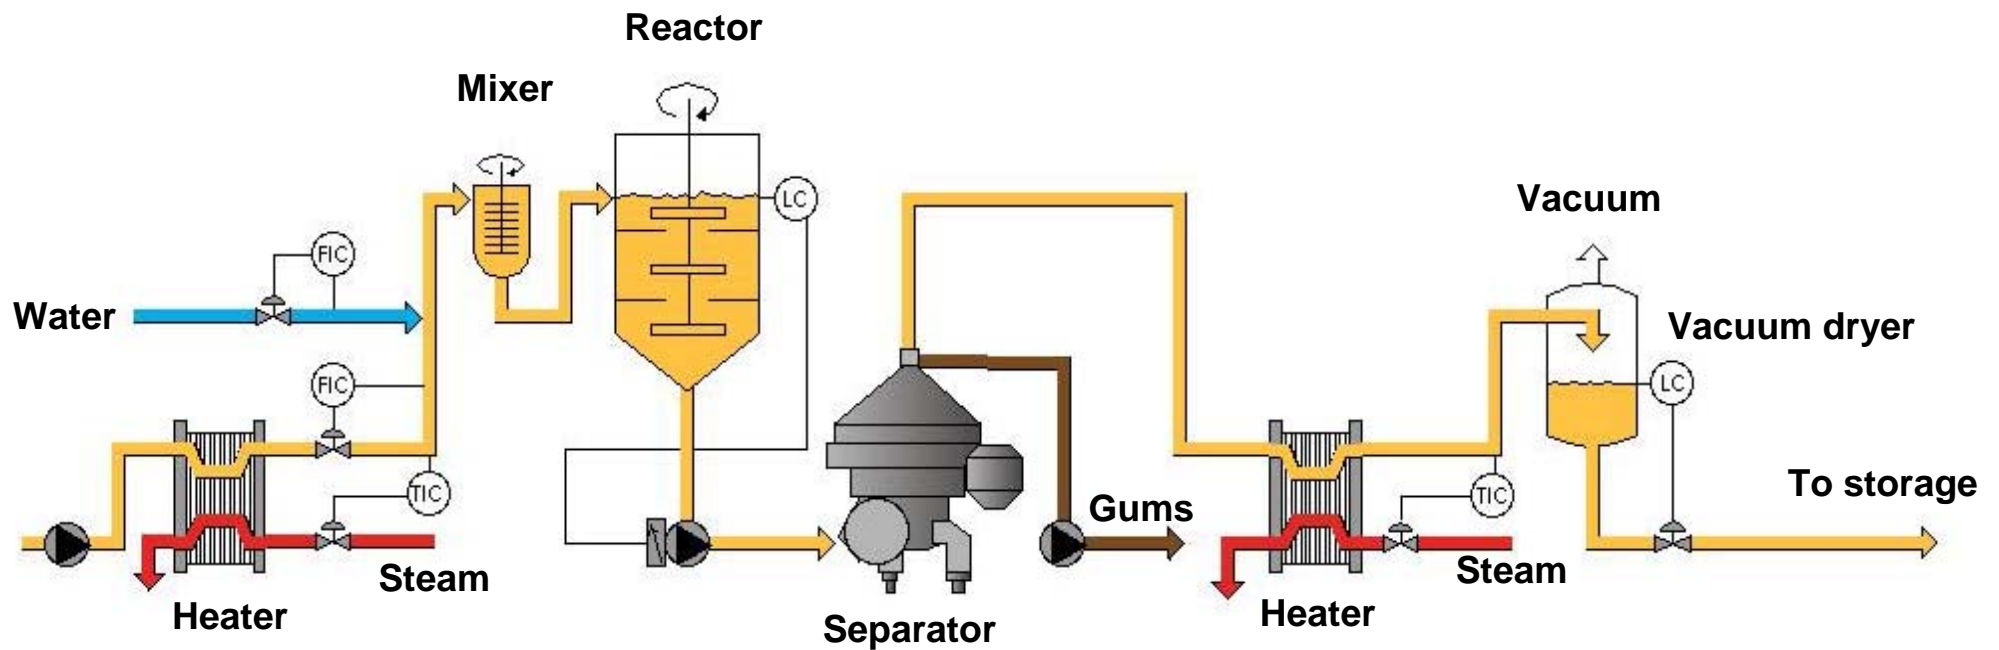 Reactor
Mixer
LC
Vacuum
FIC
Water
Vacuum dryer
FIC
LC
TIC
TIC
To storage
Gums
Steam
Steam
Heater
Heater
Separator